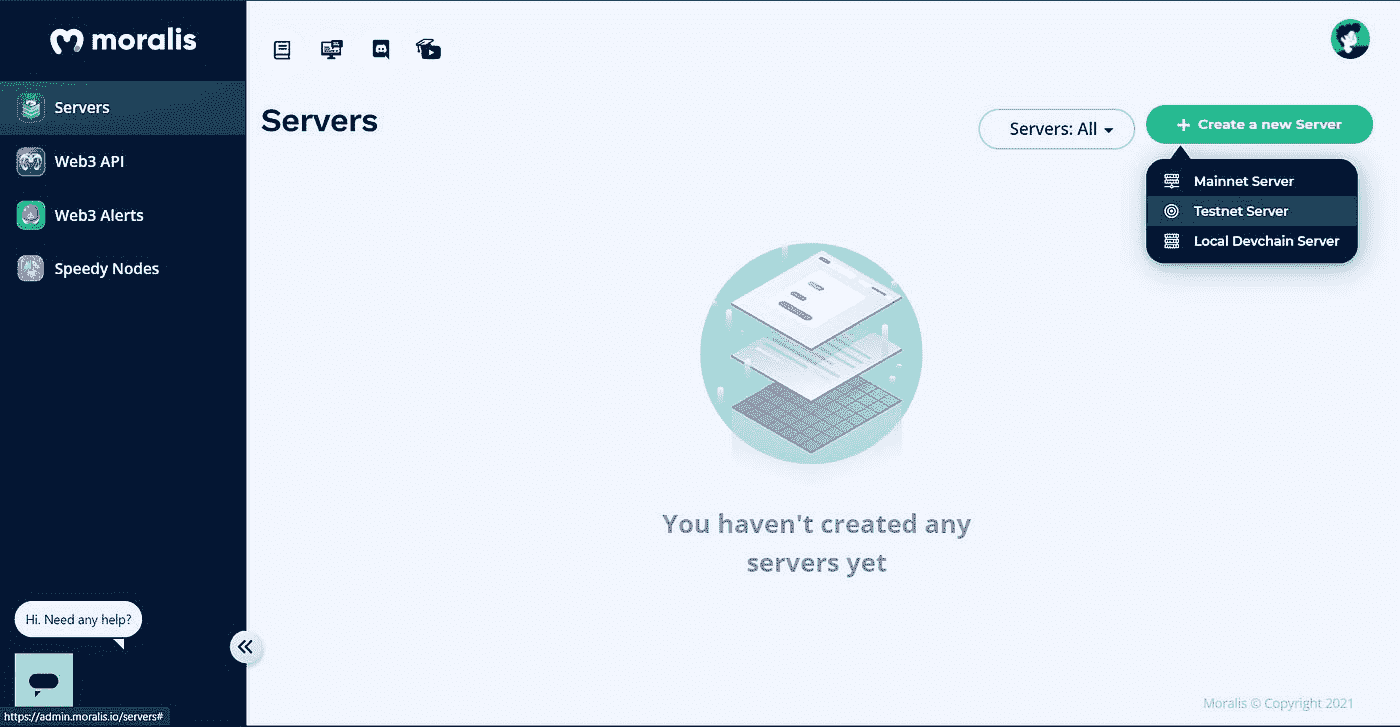 moralis
Servers
Web3 API
Web3 Alerts
Speedy Nodes
Hi. Need any help?
https://admin.moralis.io/servers#
Servers
Servers: All
+ Create a new Server
Mainnet Server
Testnet Server
Local Devchain Server
You haven't created any
servers yet
Moralis © Copyright 2021